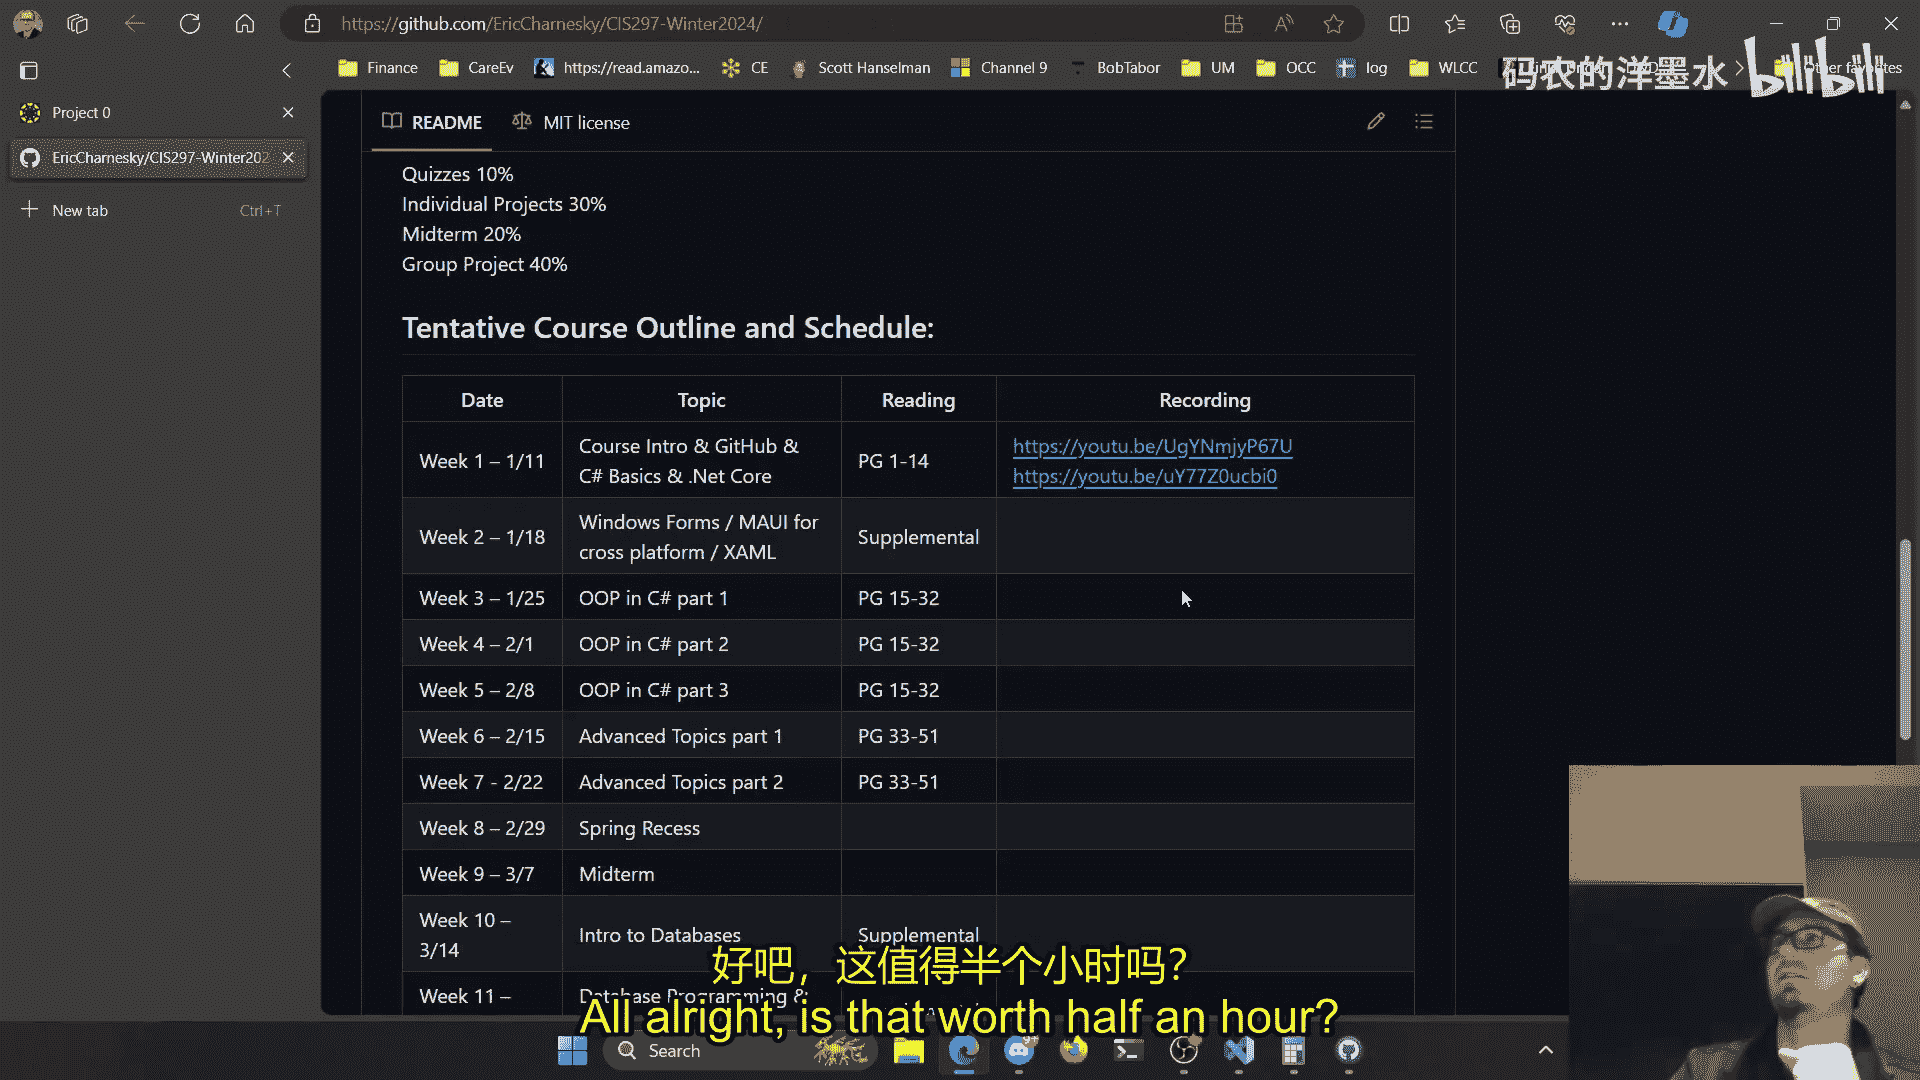 https://github.com/EricCharnesky/CIS297-Winter2024/
Finance
CareEv
https://read.amazo...
CE
Scott Hanselman
Channel 9
BobTabor
UM
OCC
log
WLCC
Other favorites
码农的洋墨水
bilibili
Project 0
EricCharnesky/CIS297-Winter202
New tab
Ctrl+T
README
MIT license
Quizzes 10%
Individual Projects 30%
Midterm 20%
Group Project 40%
Tentative Course Outline and Schedule:
Date Topic Reading Recording
Week 1 – 1/11
Course Intro & GitHub &
C# Basics & .Net Core
PG 1-14
https://youtu.be/UgYNmjyP67U
https://youtu.be/uY77Z0ucbi0
Week 2 – 1/18
Windows Forms / MAUI for
cross platform / XAML
Supplemental
Week 3 – 1/25 OOP in C# part 1 PG 15-32
Week 4 – 2/1 OOP in C# part 2 PG 15-32
Week 5 – 2/8 OOP in C# part 3 PG 15-32
Week 6 – 2/15 Advanced Topics part 1 PG 33-51
Week 7 - 2/22 Advanced Topics part 2 PG 33-51
Week 8 – 2/29 Spring Recess
Week 9 – 3/7 Midterm
Week 10 –
3/14
Intro to Databases
Supplemental
Week 11 –
Database Programming &
好吧，这值得半个小时吗？
All alright, is that worth half an hour?
Search
9+